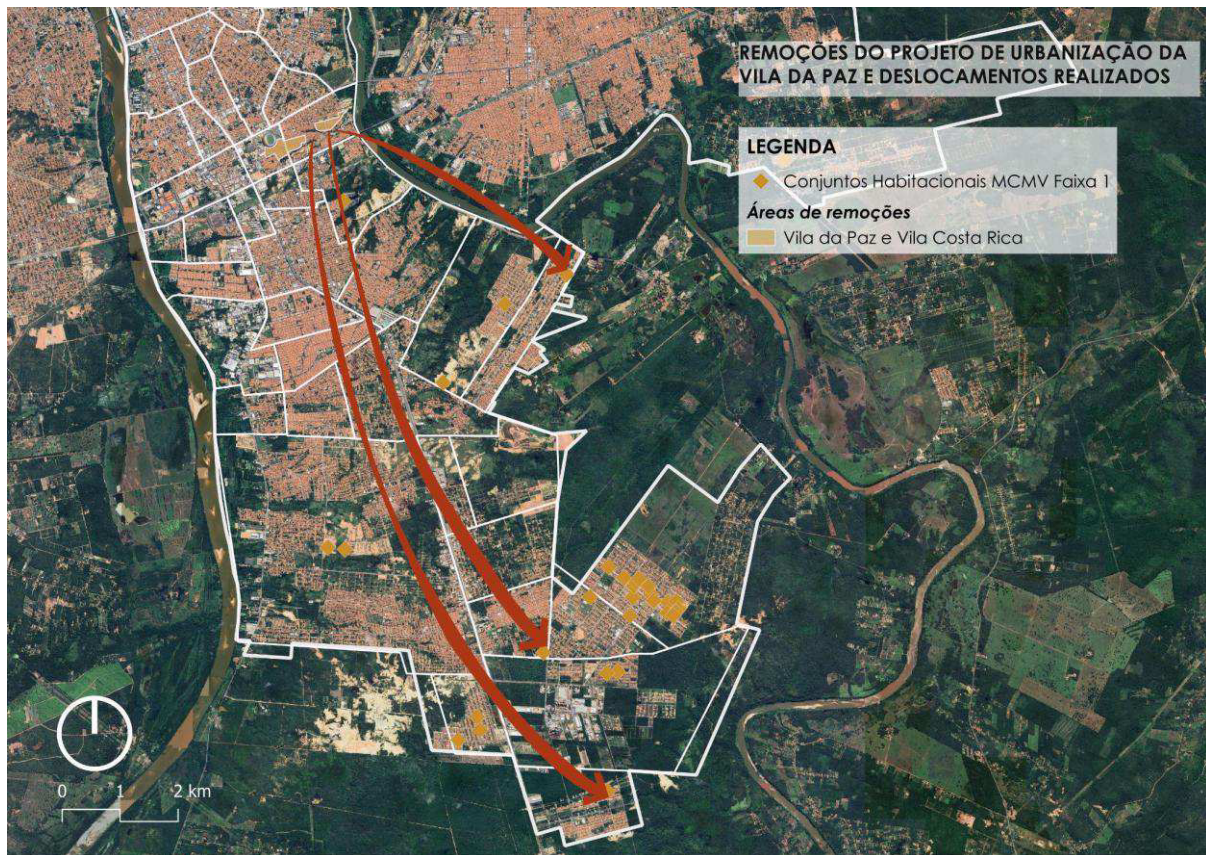 REMOÇÕES DO PROJETO DE URBANIZAÇÃO DA
VILA DA PAZ E DESLOCAMENTOS REALIZADOS
LEGENDA
Conjuntos Habitacionais MCMV Faixa 1
Áreas de remoções
Vila da Paz e Vila Costa Rica
0 1 2 km